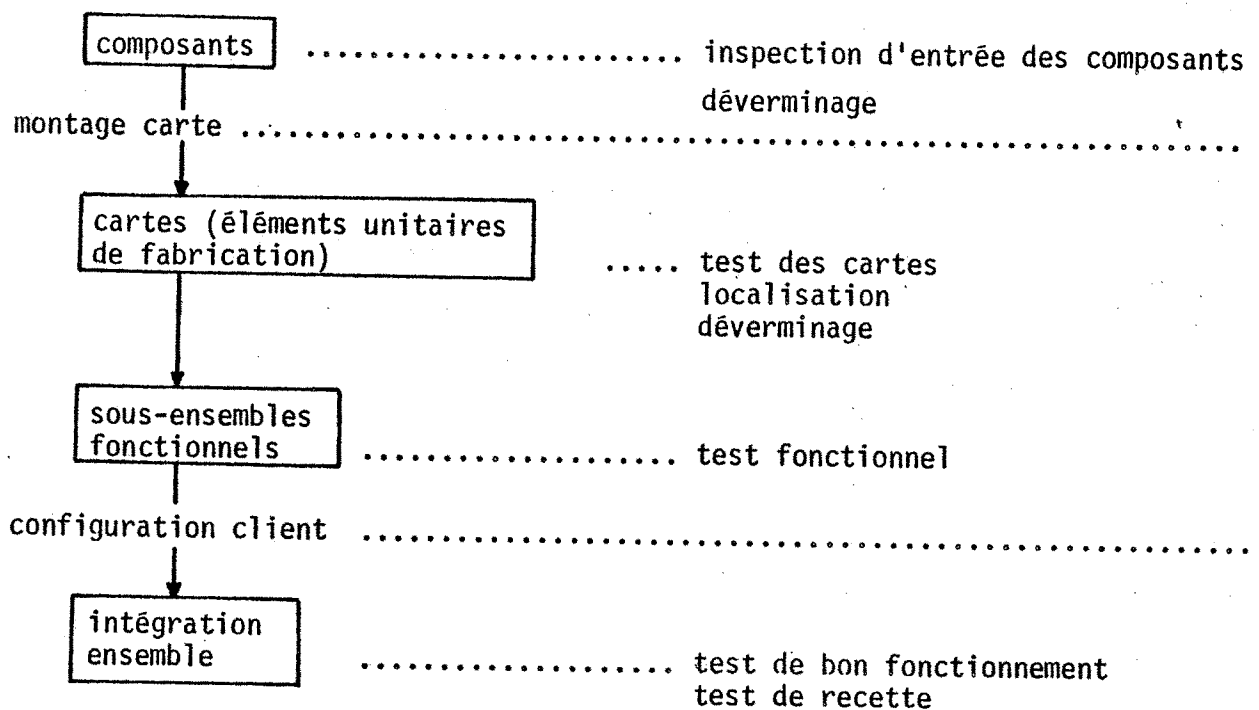 composants ....................... inspection d'entrée des composants
déverminage
montage carte ..............................................................
cartes (éléments unitaires
de fabrication)
..... test des cartes
localisation
déverminage
sous-ensembles
fonctionnels ................... test fonctionnel
configuration client ......................................................
intégration
ensemble ................... test de bon fonctionnement
test de recette